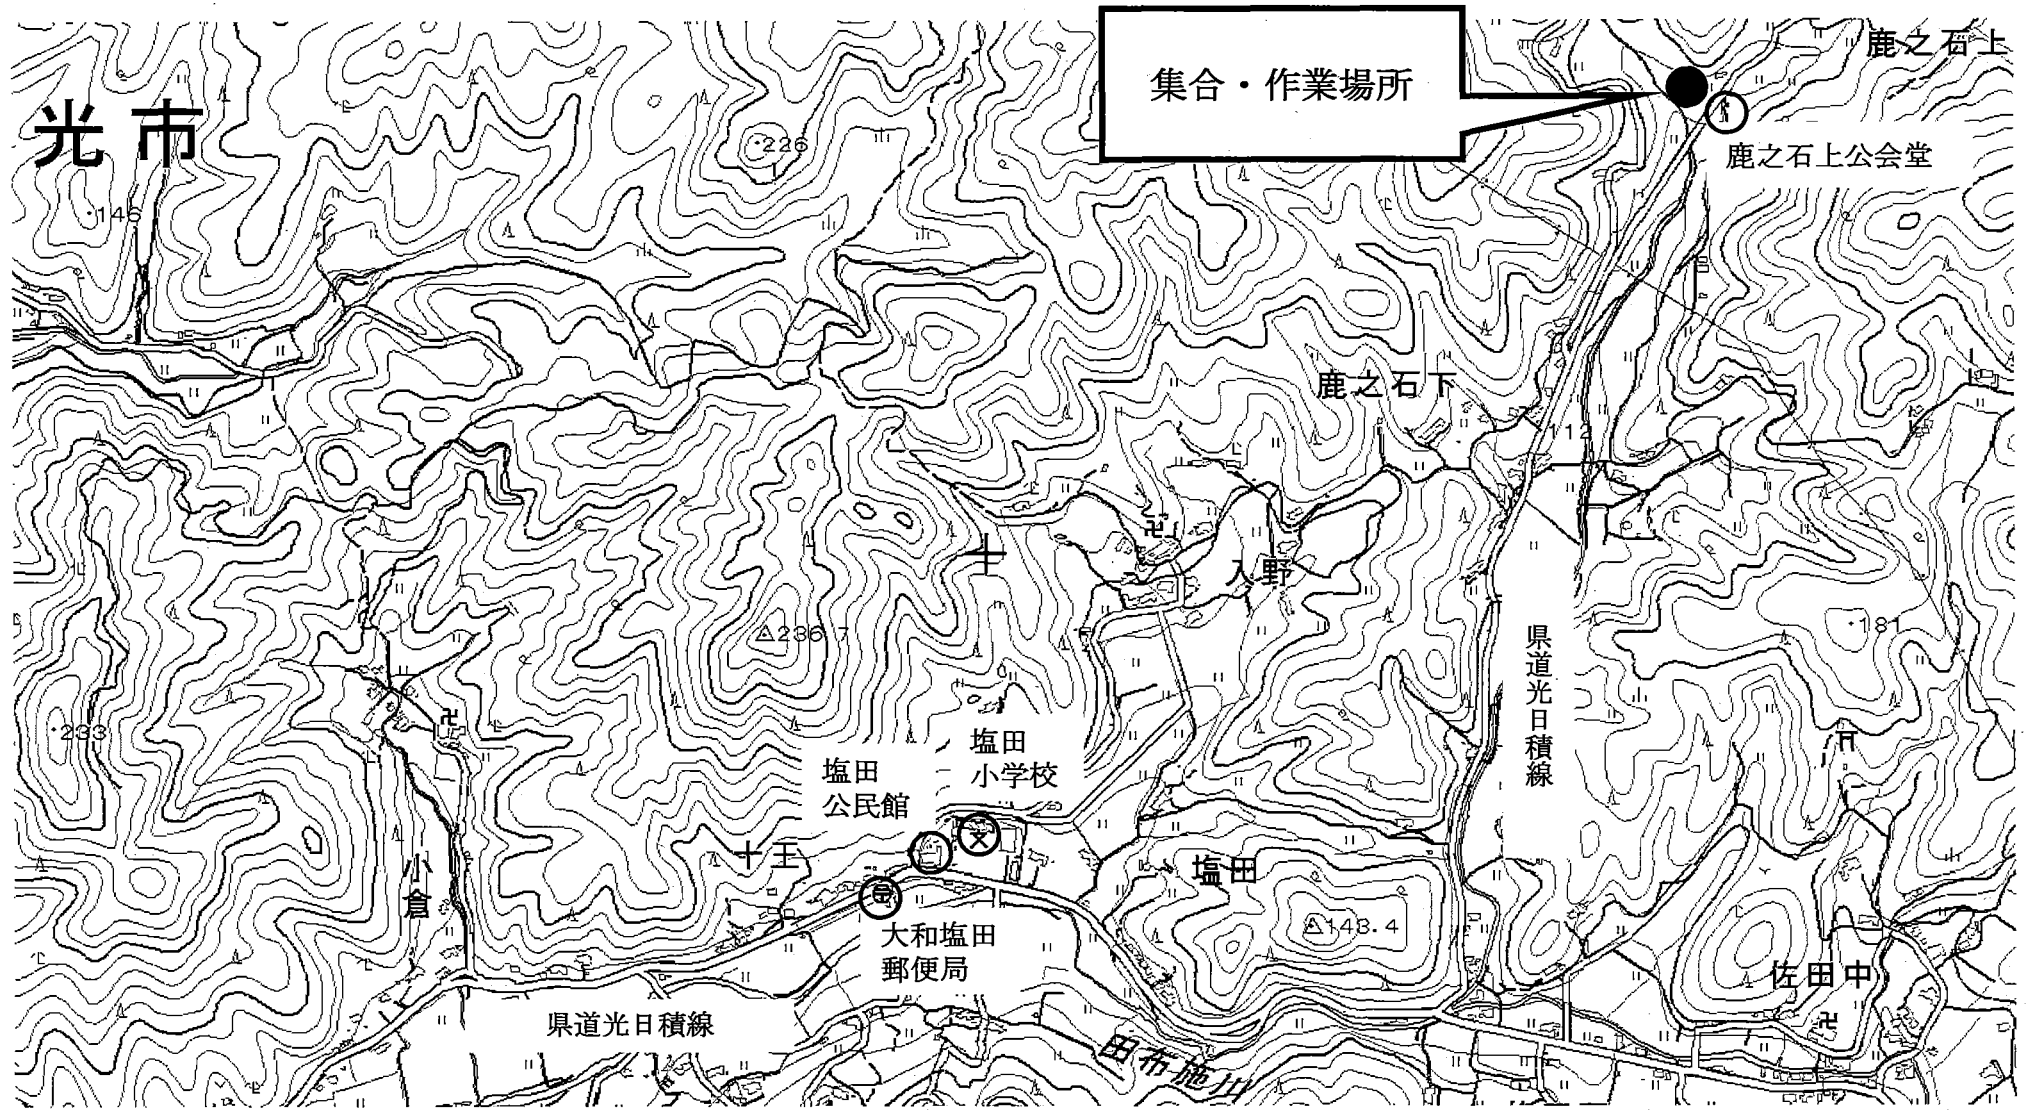 集合・作業場所
鹿之石上
光市
226
鹿之石上公会堂
146
鹿之石下
112
入野
236.7
181
県道光日積線
233
塩田
小学校
塩田
公民館
十王
小倉
塩田
143.4
大和塩田
郵便局
佐田中
県道光日積線
田布施川